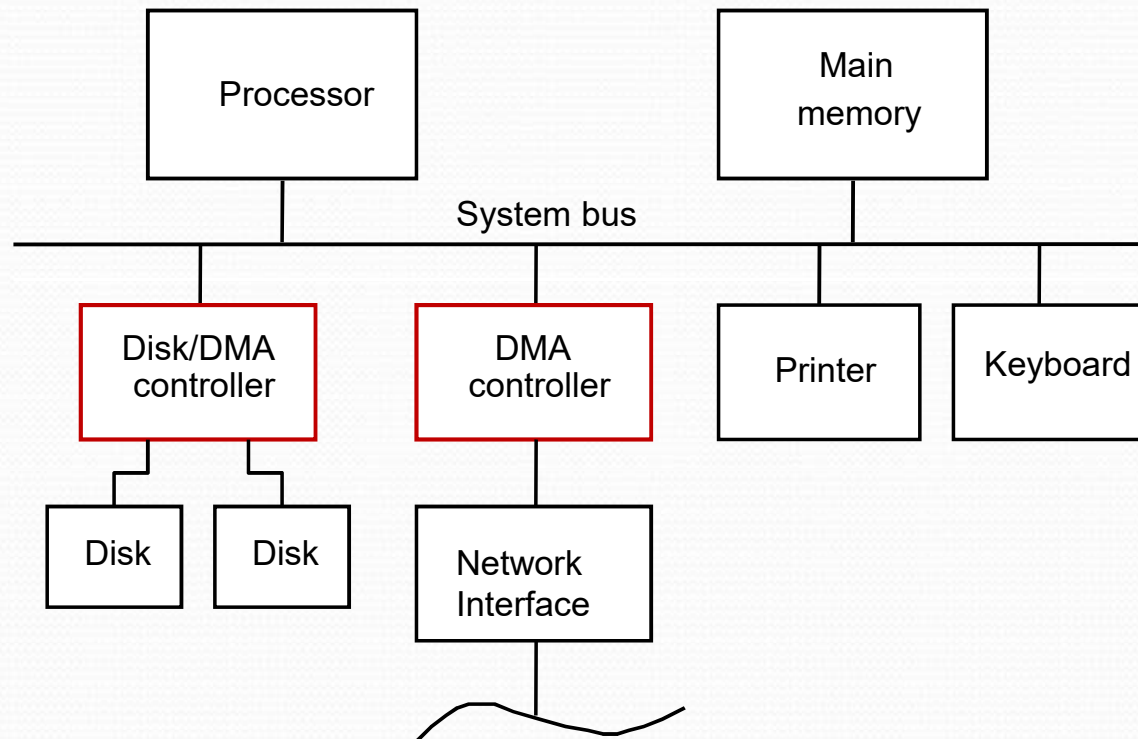 Processor
Main
memory
System bus
Disk/DMA
controller
DMA
controller
Printer
Keyboard
Disk
Disk
Network
Interface